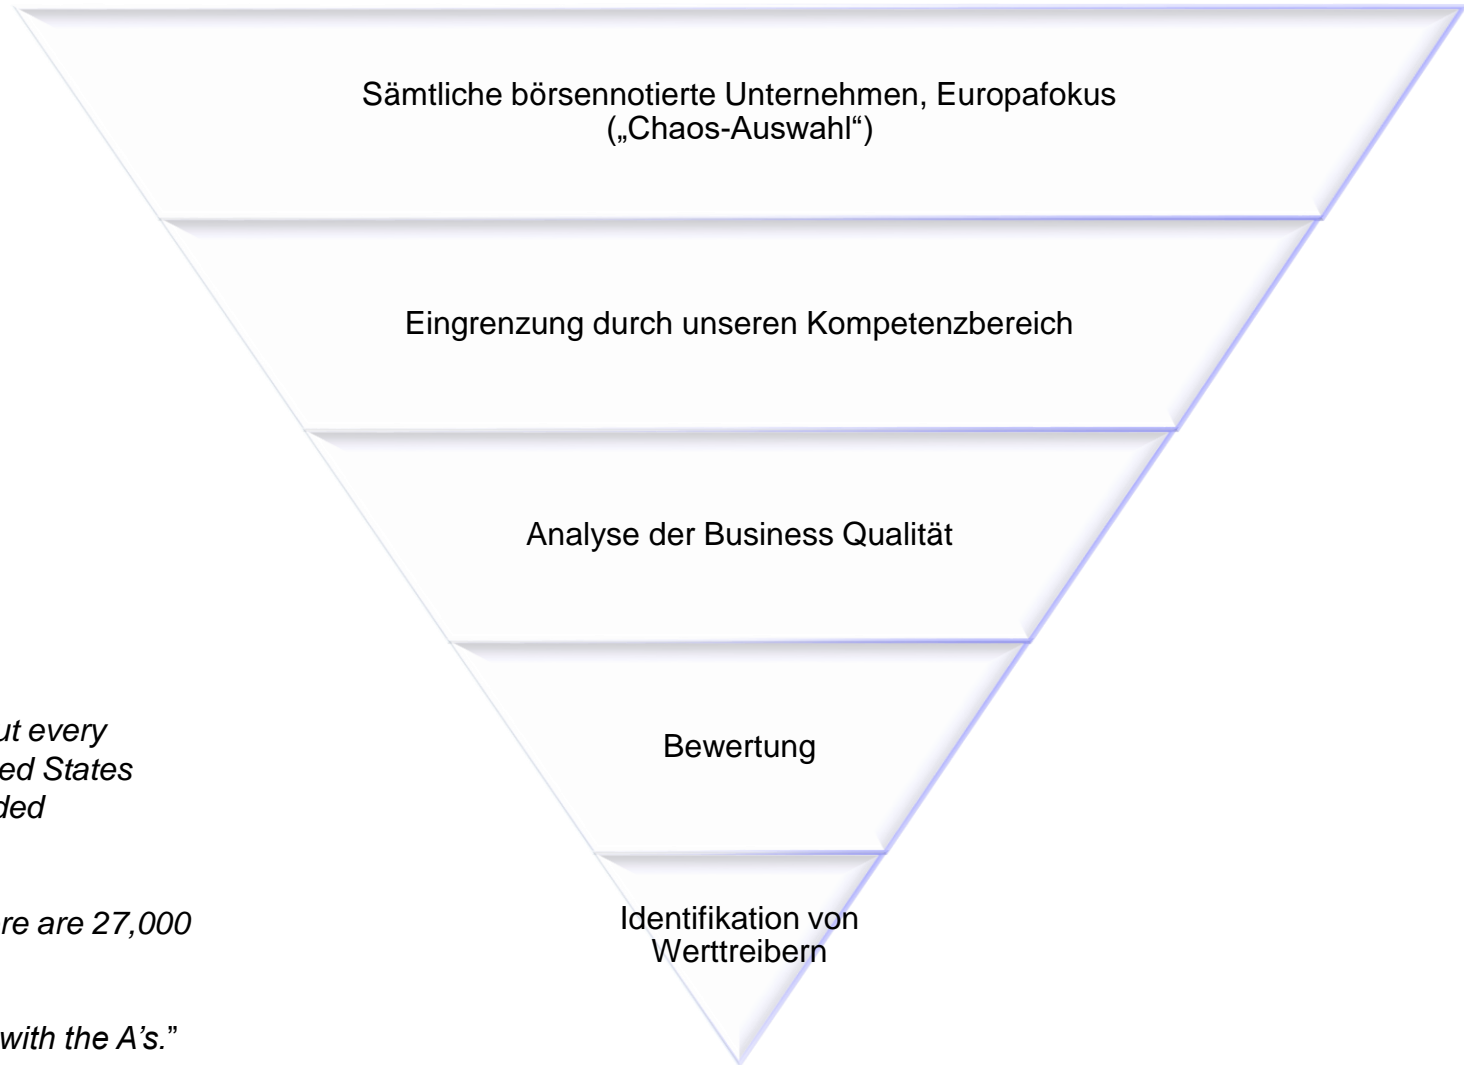 Sämtliche börsennotierte Unternehmen, Europafokus
(„Chaos-Auswahl“)
Eingrenzung durch unseren Kompetenzbereich
Analyse der Business Qualität
Bewertung
Identifikation von
Werttreibern
every
States
are 27,000
with the A’s.”